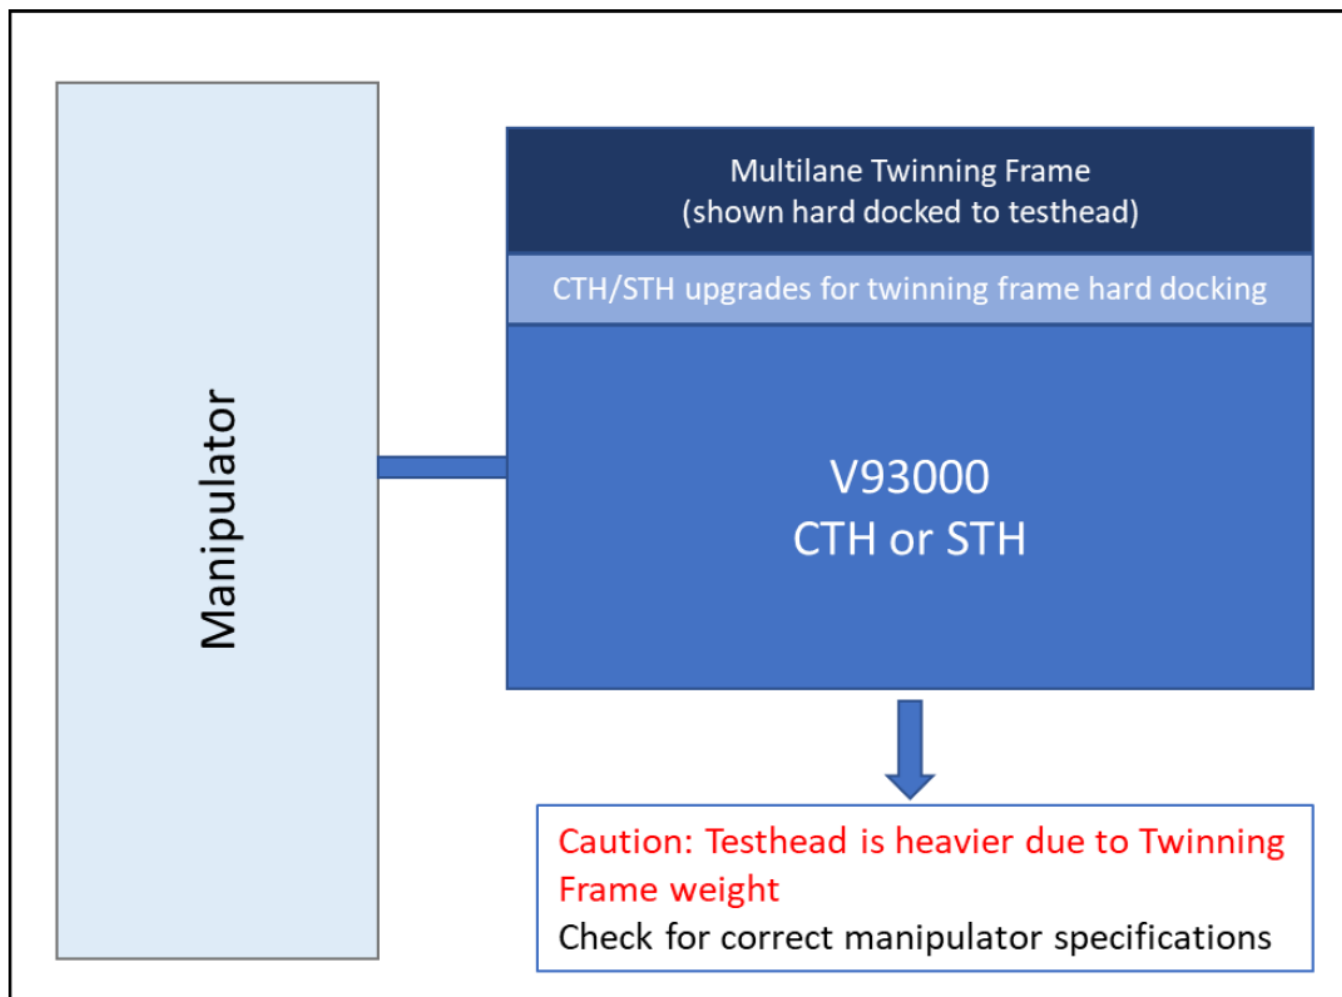 Manipulator
Multilane Twinning Frame
(shown hard docked to testhead)
CTH/STH upgrades for twinning frame hard docking
V93000
CTH or STH
Caution: Testhead is heavier due to Twinning
Frame weight
Check for correct manipulator specifications